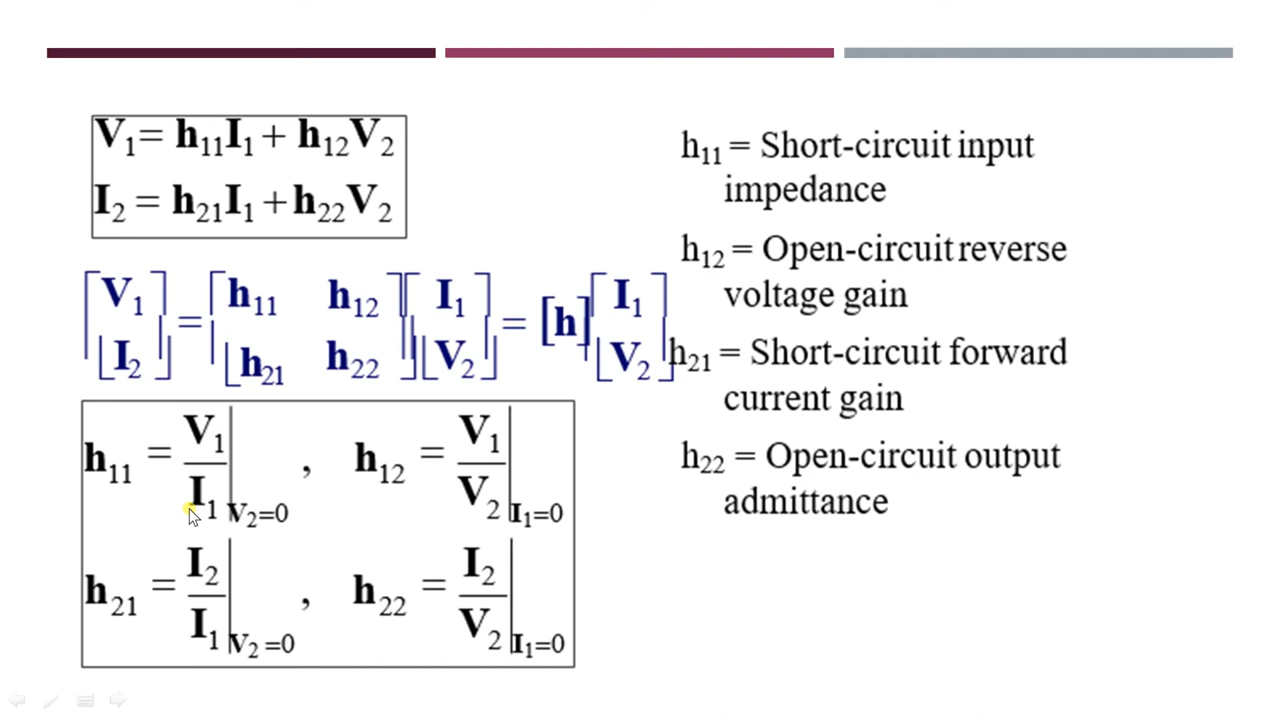 V₁= h₁₁I₁ + h₁₂V₂
I₂ = h₂₁I₁ +h₂₂V₂
[V₁ I₂] = [h₁₁ h₁₂ h₂₁ h₂₂] [I₁ V₂] = [h] [I₁ V₂]
h₁₁ = V₁/I₁ |V₂=0 , h₁₂ = V₁/V₂ |I₁=0
h₂₁ = I₂/I₁ |V₂ =0 , h₂₂ = I₂/V₂ |I₁=0
h₁₁ = Short-circuit input
impedance
h₁₂ = Open-circuit reverse
voltage gain
h₂₁ = Short-circuit forward
current gain
h₂₂ = Open-circuit output
admittance